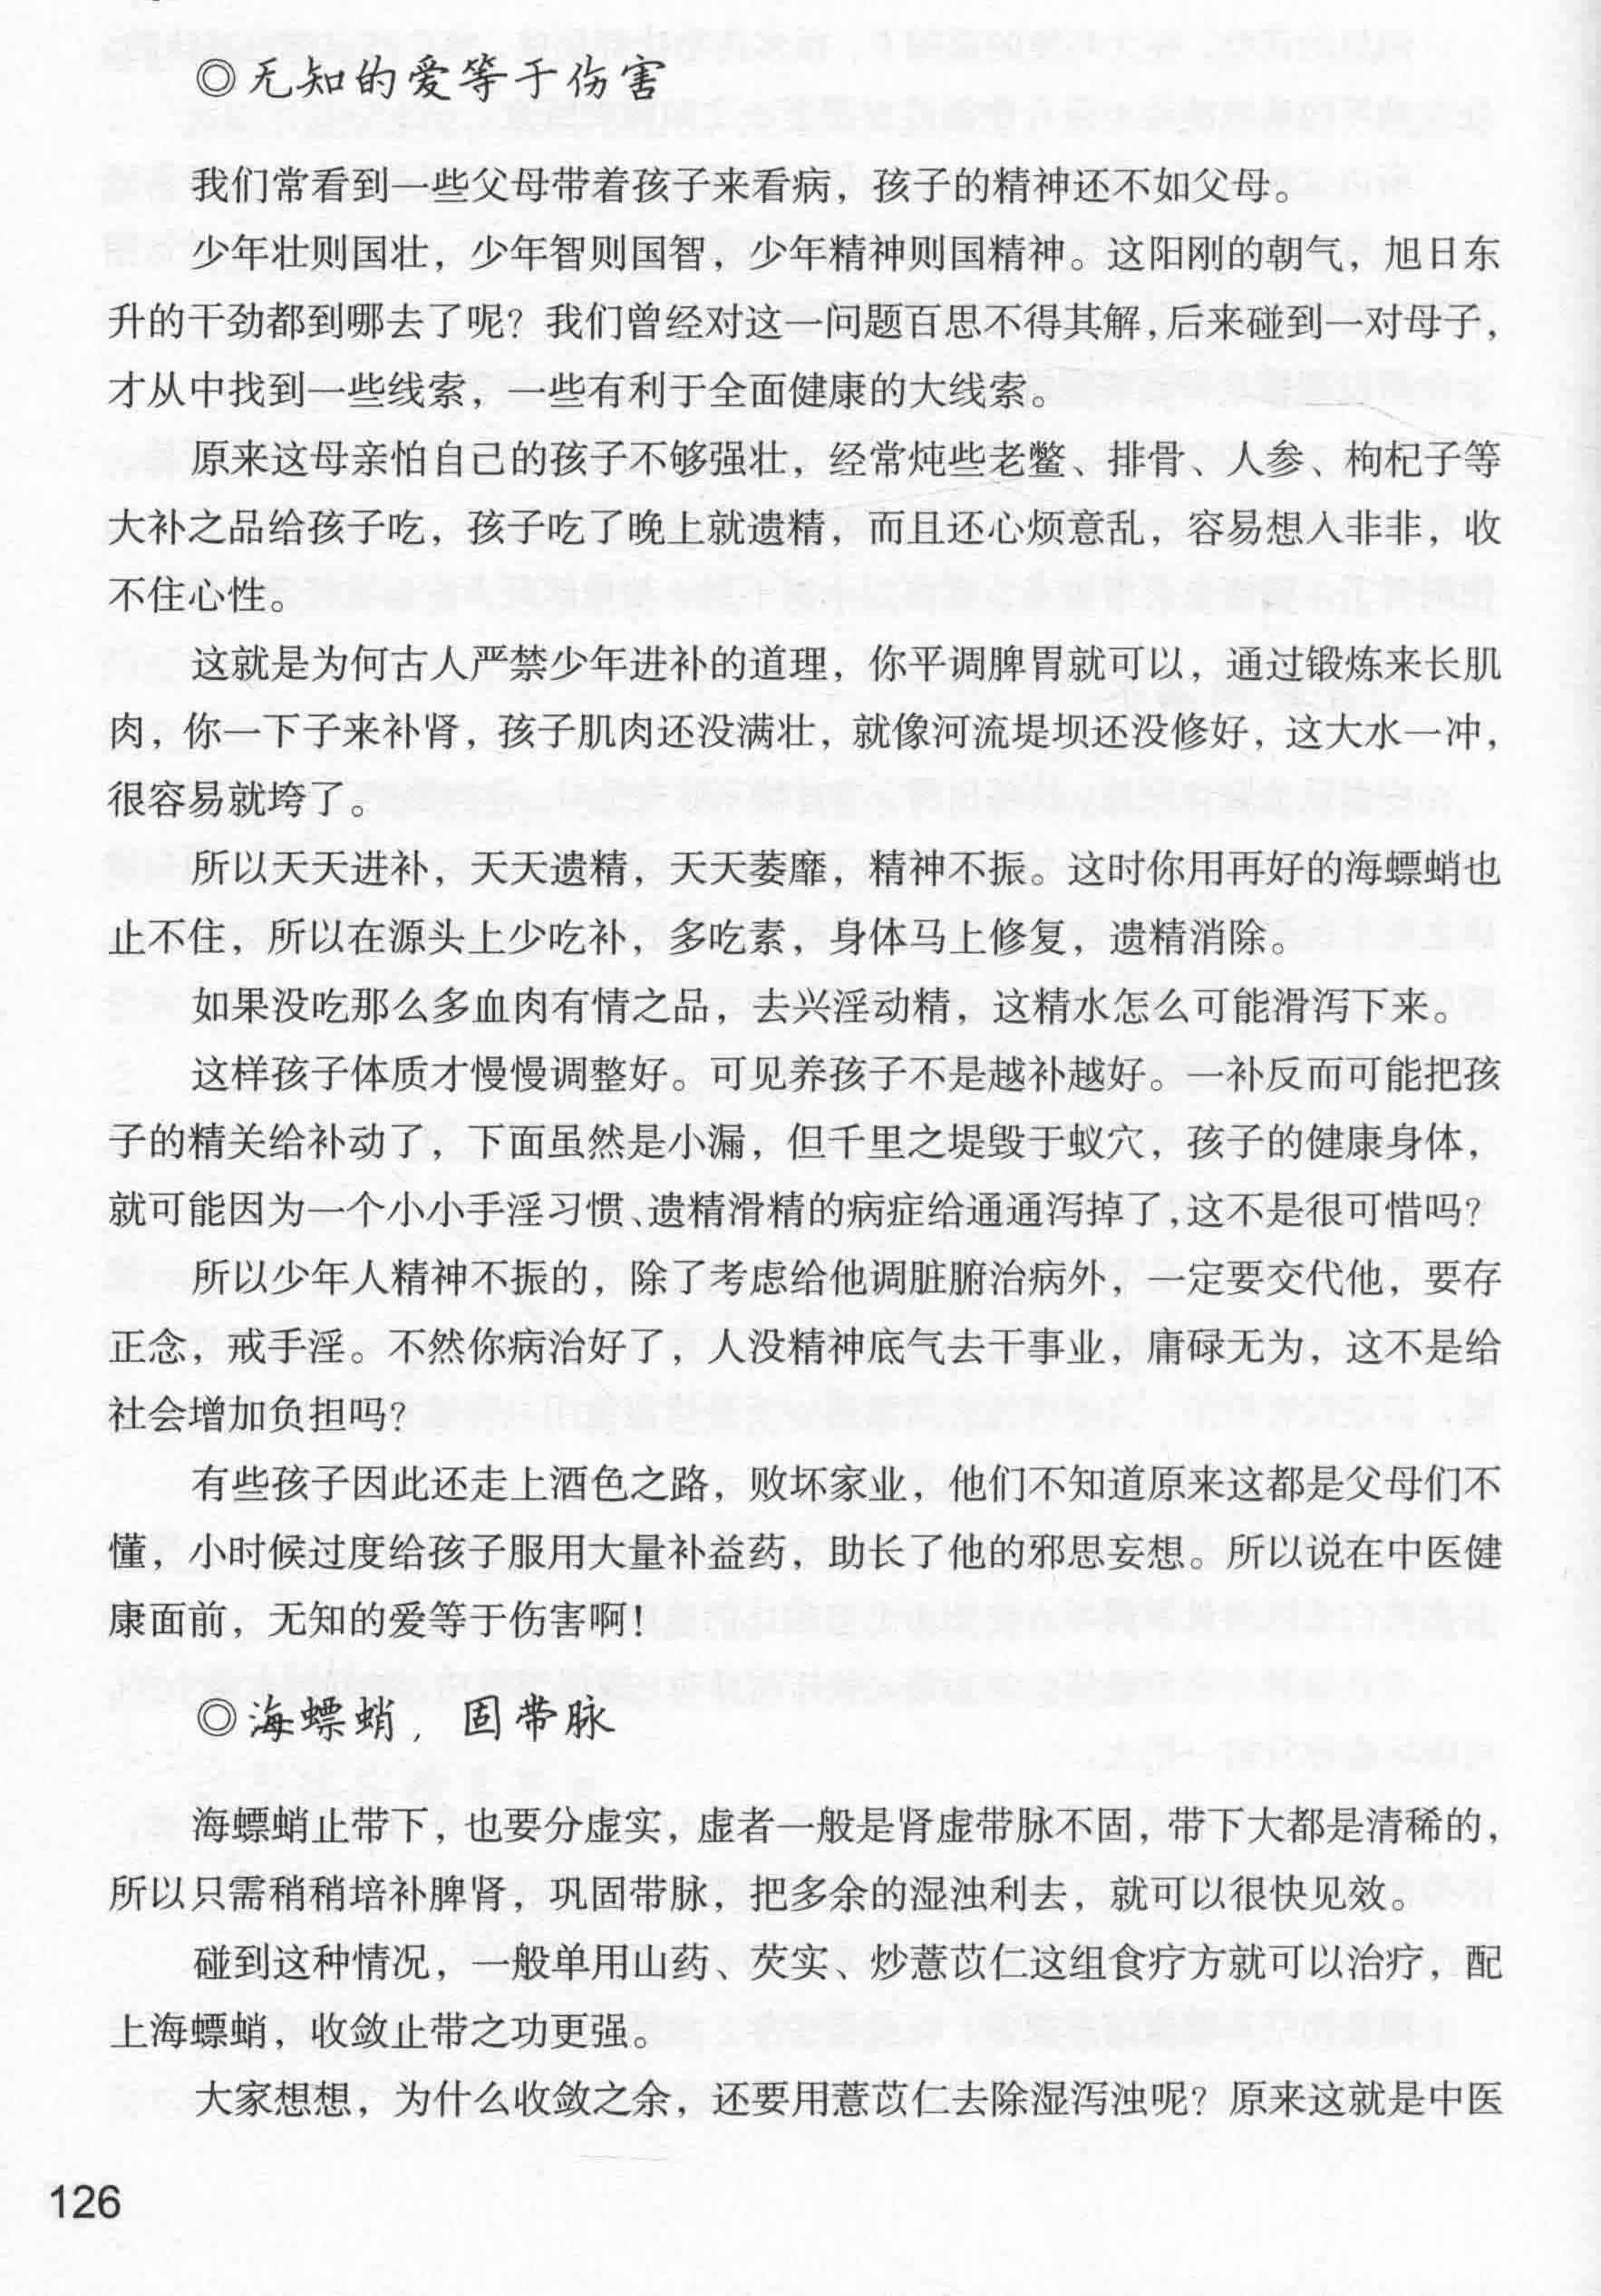 ◎无知的爱等于伤害
我们常看到一些父母带着孩子来看病，孩子的精神还不如父母。
少年壮则国壮，少年智则国智，少年精神则国精神。这阳刚的朝气，旭日东
升的干劲都到哪去了呢？我们曾经对这一问题百思不得其解，后来碰到一对母子，
才从中找到一些线索，一些有利于全面健康的大线索。
原来这母亲怕自己的孩子不够强壮，经常炖些老鳖、排骨、人参、枸杞子等
大补之品给孩子吃，孩子吃了晚上就遗精，而且还心烦意乱，容易想入非非，收
不住心性。
这就是为何古人严禁少年进补的道理，你平调脾胃就可以，通过锻炼来长肌
肉，你一下子来补肾，孩子肌肉还没满壮，就像河流堤坝还没修好，这大水一冲，
很容易就垮了。
所以天天进补，天天遗精，天天萎靡，精神不振。这时你用再好的海螵蛸也
止不住，所以在源头上少吃补，多吃素，身体马上修复，遗精消除。
如果没吃那么多血肉有情之品，去兴淫动精，这精水怎么可能滑泻下来。
这样孩子体质才慢慢调整好。可见养孩子不是越补越好。一补反而可能把孩
子的精关给补动了，下面虽然是小漏，但千里之堤毁于蚁穴，孩子的健康身体，
就可能因为一个小小手淫习惯、遗精滑精的病症给通通泻掉了，这不是很可惜吗？
所以少年人精神不振的，除了考虑给他调脏腑治病外，一定要交代他，要存
正念，戒手淫。不然你病治好了，人没精神底气去干事业，庸碌无为，这不是给
社会增加负担吗？
有些孩子因此还走上酒色之路，败坏家业，他们不知道原来这都是父母们不
懂，小时候过度给孩子服用大量补益药，助长了他的邪思妄想。所以说在中医健
康面前，无知的爱等于伤害啊！
◎海螵蛸，固带脉
海螵蛸止带下，也要分虚实，虚者一般是肾虚带脉不固，带下大都是清稀的，
所以只需稍稍培补脾肾，巩固带脉，把多余的湿浊利去，就可以很快见效。
碰到这种情况，一般单用山药、芡实、炒薏苡仁这组食疗方就可以治疗，配
上海螵蛸，收敛止带之功更强。
大家想想，为什么收敛之余，还要用薏苡仁去除湿泻浊呢？原来这就是中医
126